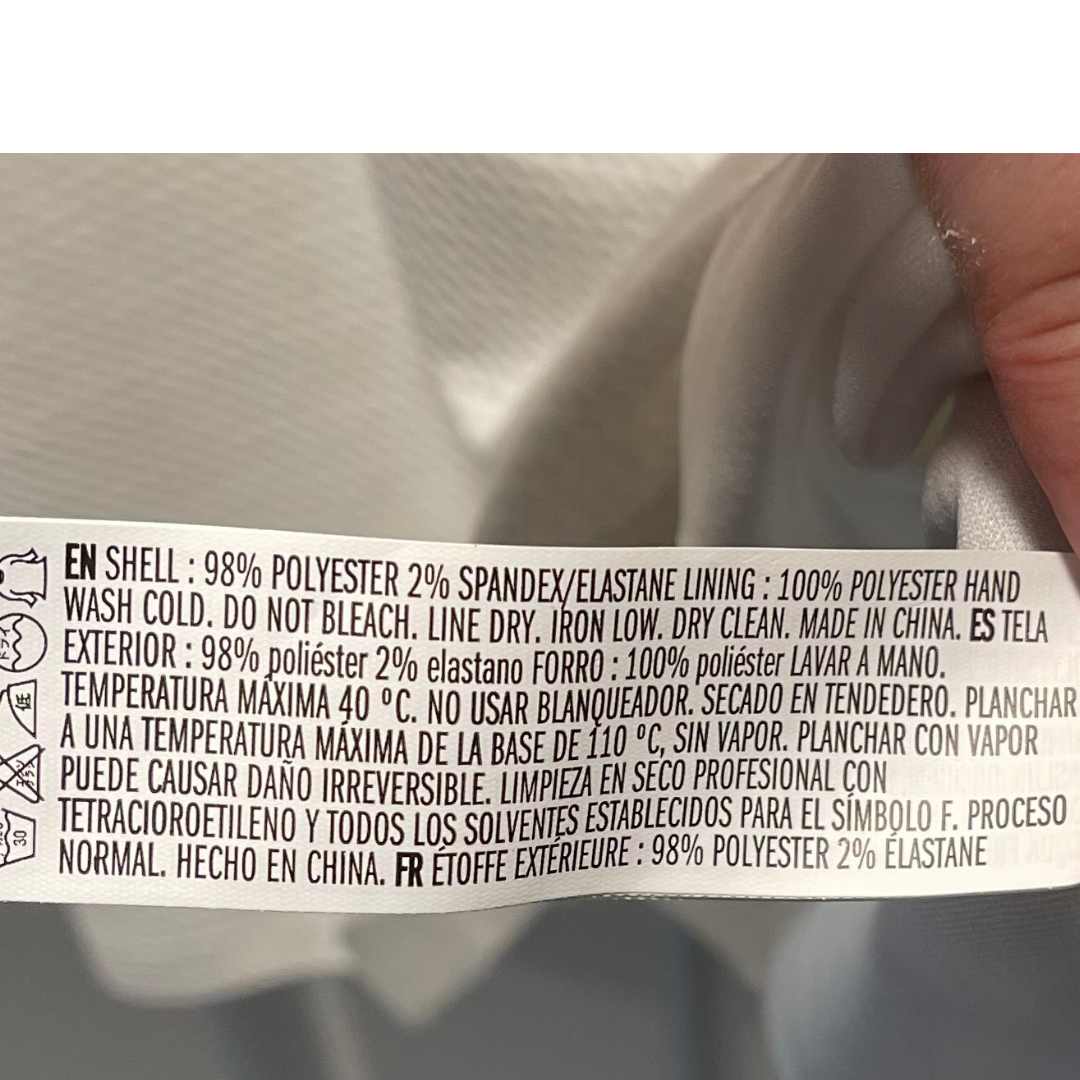 EN SHELL : 98% POLYESTER 2% SPANDEX/ELASTANE LINING : 100% POLYESTER HAND
WASH COLD. DO NOT BLEACH. LINE DRY. IRON LOW. DRY CLEAN. MADE IN CHINA. ES TELA
EXTERIOR : 98% poliéster 2% elastano FORRO : 100% poliéster LAVAR A MANO.
TEMPERATURA MÁXIMA 40 ºC. NO USAR BLANQUEADOR. SECADO EN TENDEDERO. PLANCHAR
A UNA TEMPERATURA MÁXIMA DE LA BASE DE 110 ºC, SIN VAPOR. PLANCHAR CON VAPOR
PUEDE CAUSAR DAÑO IRREVERSIBLE. LIMPIEZA EN SECO PROFESIONAL CON
TETRACIOROETILENO Y TODOS LOS SOLVENTES ESTABLECIDOS PARA EL SÍMBOLO F. PROCESO
NORMAL. HECHO EN CHINA. FR ÉTOFFE EXTÉRIEURE : 98% POLYESTER 2% ÉLASTANE
低
30